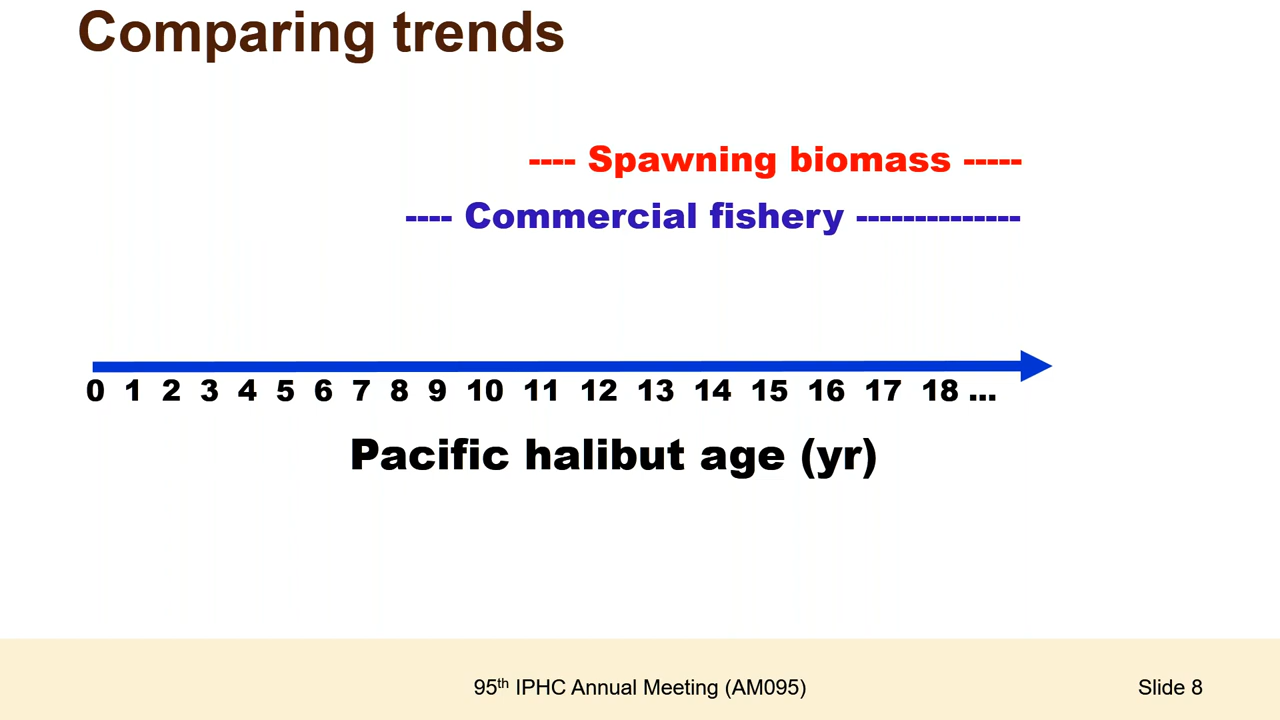 Comparing trends
---- Spawning biomass -----
---- Commercial fishery --------------
0 1 2 3 4 5 6 7 8 9 10 11 12 13 14 15 16 17 18 ...
Pacific halibut age (yr)
95th IPHC Annual Meeting (AM095)
Slide 8